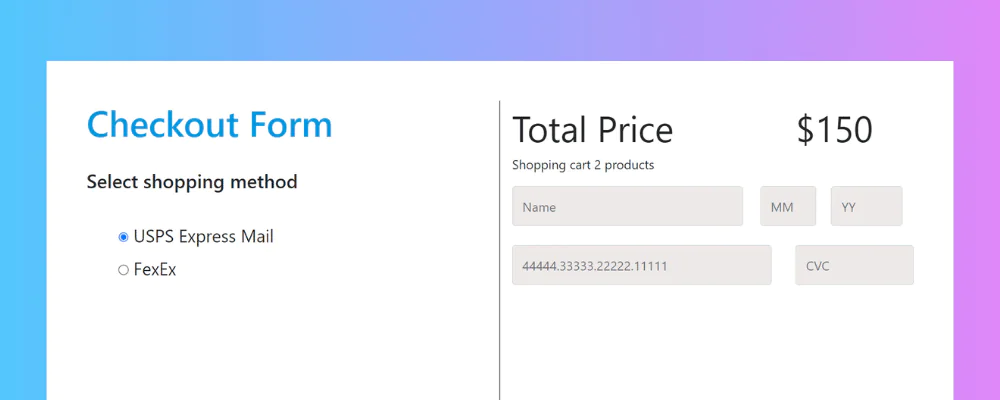 Checkout Form
Select shopping method
USPS Express Mail
FexEx
Total Price $150
Shopping cart 2 products
Name MM YY
44444.33333.22222.11111 CVC